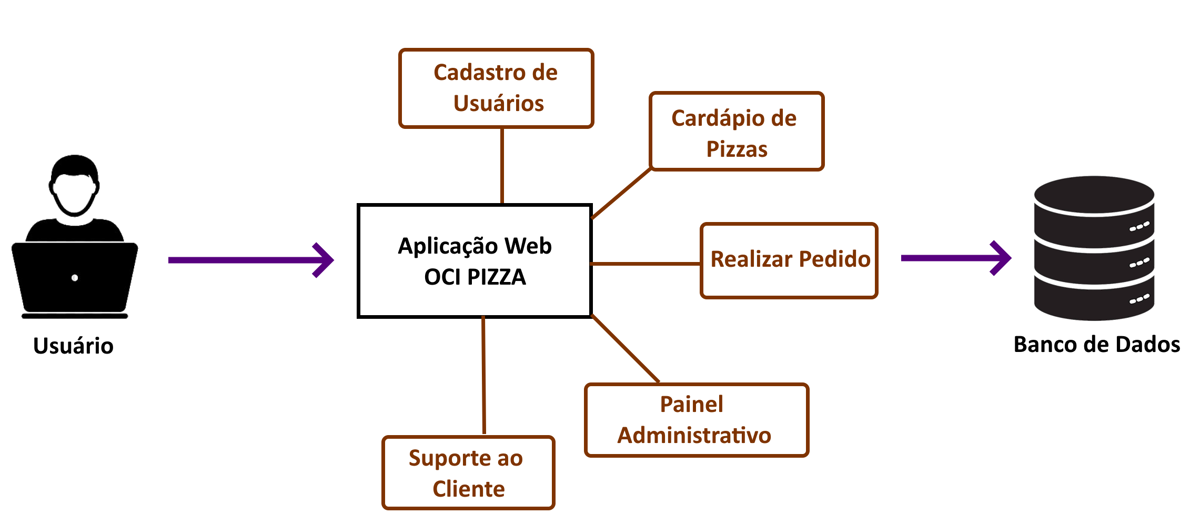 Cadastro de
Usuários
Cardápio de
Pizzas
Aplicação Web
OCI PIZZA
Realizar Pedido
Usuário
Banco de Dados
Painel
Administrativo
Suporte ao
Cliente